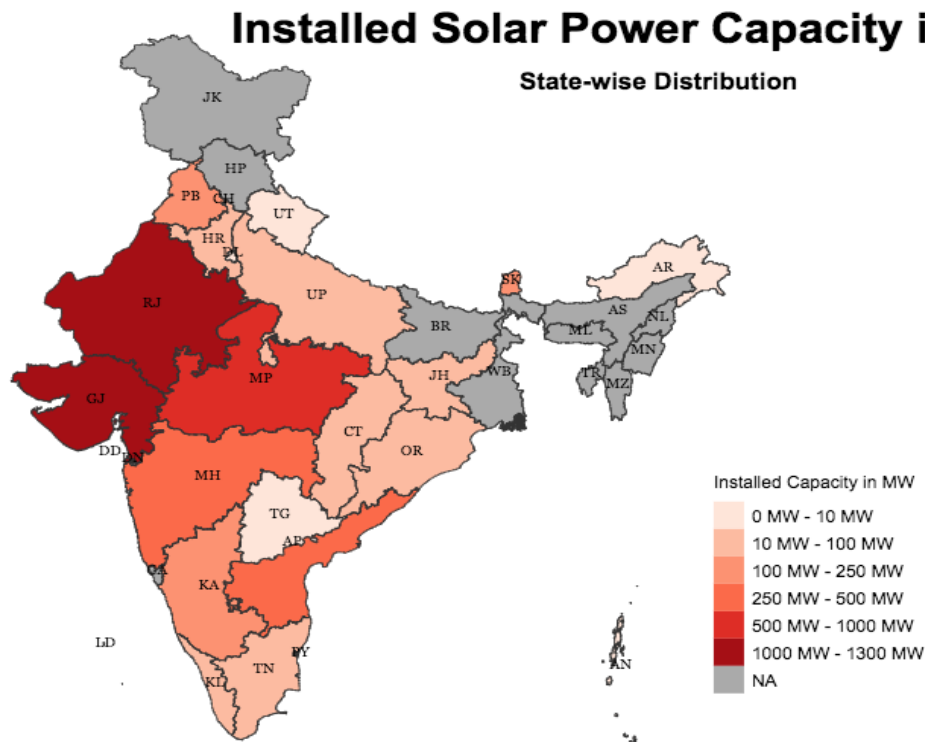 Installed Solar Power Capacity i
State-wise Distribution
JK
HP
PB
CH
UT
HR
DL
AR
SK
RJ
UP
AS
NL
BR
ML
MN
WB
TR
MZ
MP
JH
GJ
CT
OR
DD
DN
MH
TG
AP
GA
KA
LD
PY
TN
KL
AN
Installed Capacity in MW
0 MW - 10 MW
10 MW - 100 MW
100 MW - 250 MW
250 MW - 500 MW
500 MW - 1000 MW
1000 MW - 1300 MW
NA